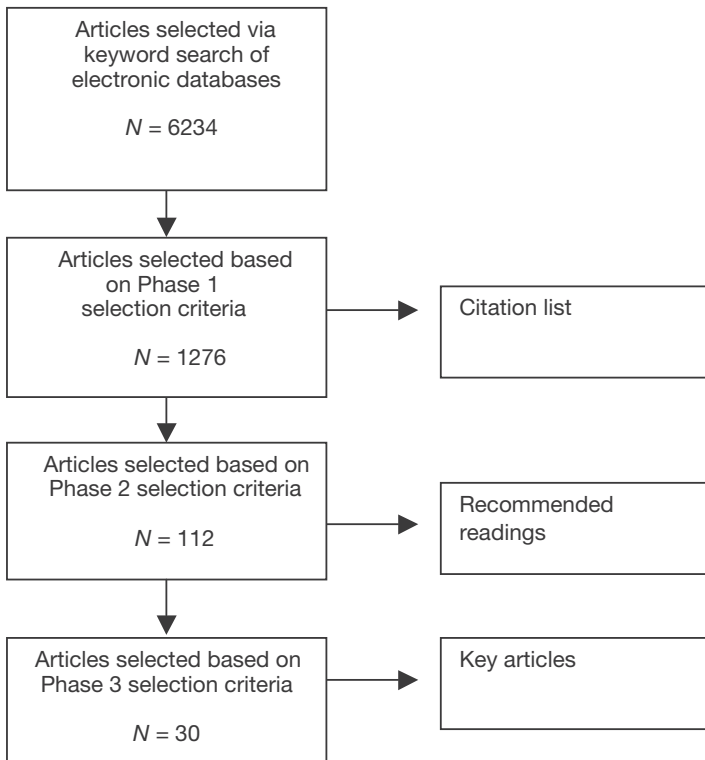 Articles selected via
keyword search of
electronic databases
N = 6234
Articles selected based
on Phase 1
selection criteria
N = 1276
Citation list
Articles selected based on
Phase 2 selection criteria
N = 112
Recommended
readings
Articles selected based on
Phase 3 selection criteria
N = 30
Key articles